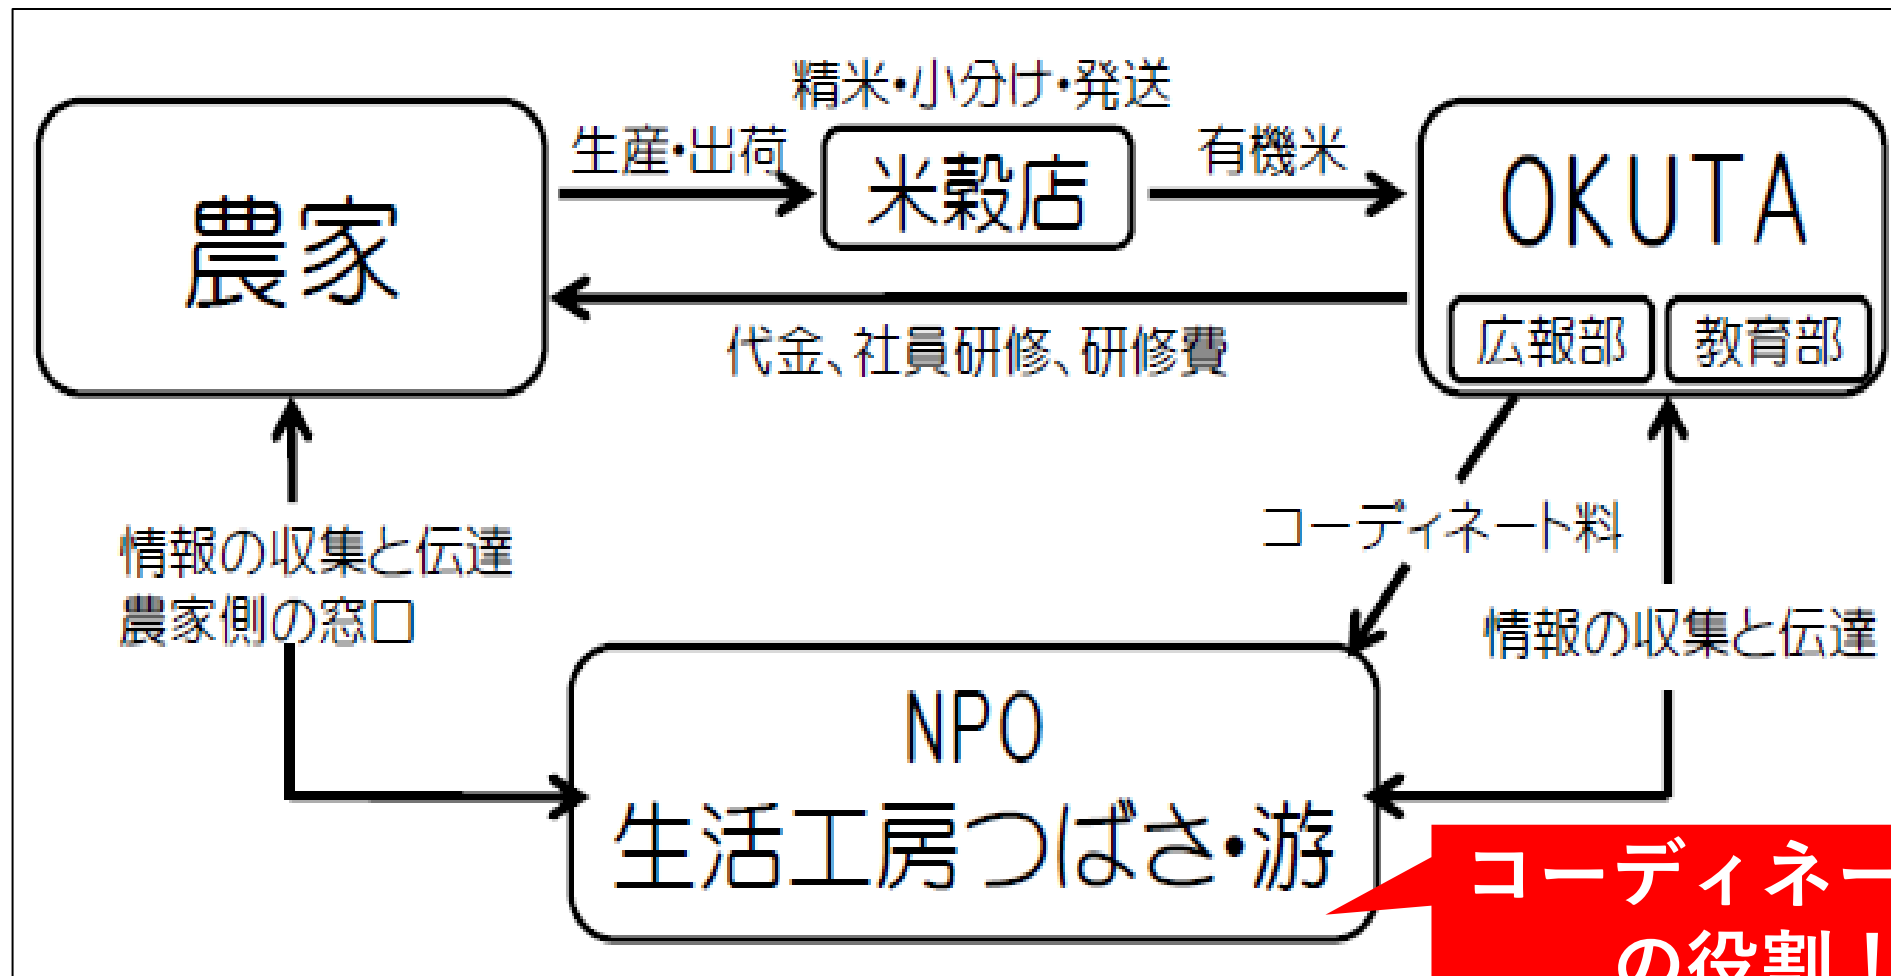 精米・小分け・発送
生産・出荷
有機米
農家
米穀店
OKUTA
広報部
教育部
代金、社員研修、研修費
コーディネート料
情報の収集と伝達
農家側の窓口
情報の収集と伝達
NPO
生活工房つばさ・游
コーディネー
の役割！